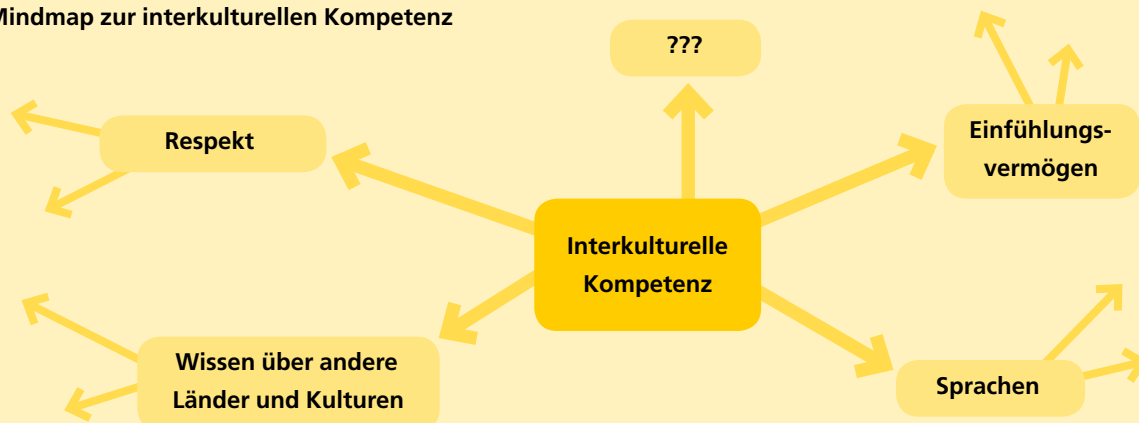 Mindmap zur interkulturellen Kompetenz
???
Respekt
Einfühlungs-
vermögen
Interkulturelle
Kompetenz
Wissen über andere
Länder und Kulturen
Sprachen